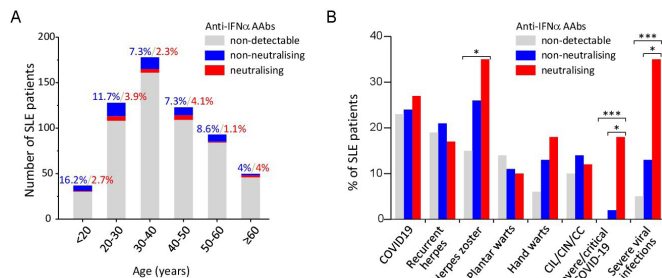 A
Anti-IFNα AAbs
non-detectable
non-neutralising
neutralising
Number of SLE patients
200
150
100
50
0
16.2%/2.7%
11.7%/3.9%
7.3%/2.3%
7.3%/4.1%
8.6%/1.1%
4%/4%
<20
20-30
30-40
40-50
50-60
≥60
Age (years)
B
Anti-IFNα AAbs
non-detectable
non-neutralising
neutralising
% of SLE patients
40
30
20
10
0
*
***
*
***
*
COVID19
Recurrent
herpes
Herpes zoster
Plantar warts
Hand warts
CIL/CIN/CC
ere/critical
OVID-19
Severe viral
infections